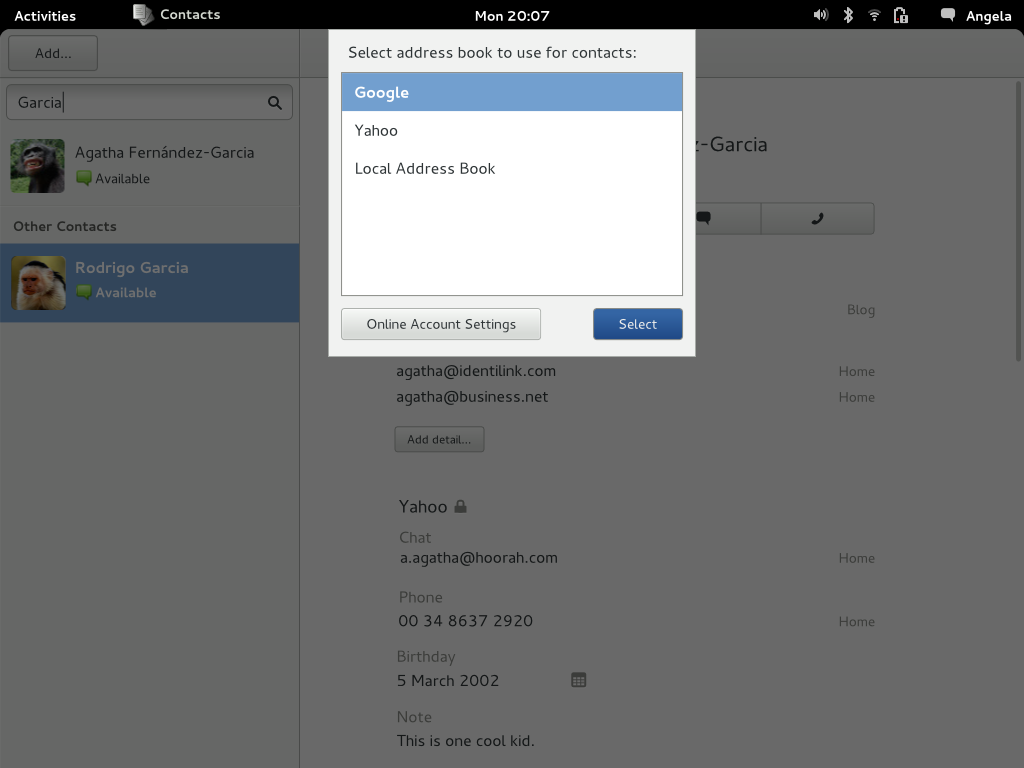 Activities Contacts Mon 20:07 Angela
Add...
Garcia
Agatha Fernández-Garcia
Available
Other Contacts
Rodrigo Garcia
Available
Select address book to use for contacts:
Google
Yahoo
Local Address Book
Online Account Settings Select
-Garcia
Blog
agatha@identilink.com Home
agatha@business.net Home
Add detail...
Yahoo
Chat
a.agatha@hoorah.com Home
Phone
00 34 8637 2920 Home
Birthday
5 March 2002
Note
This is one cool kid.